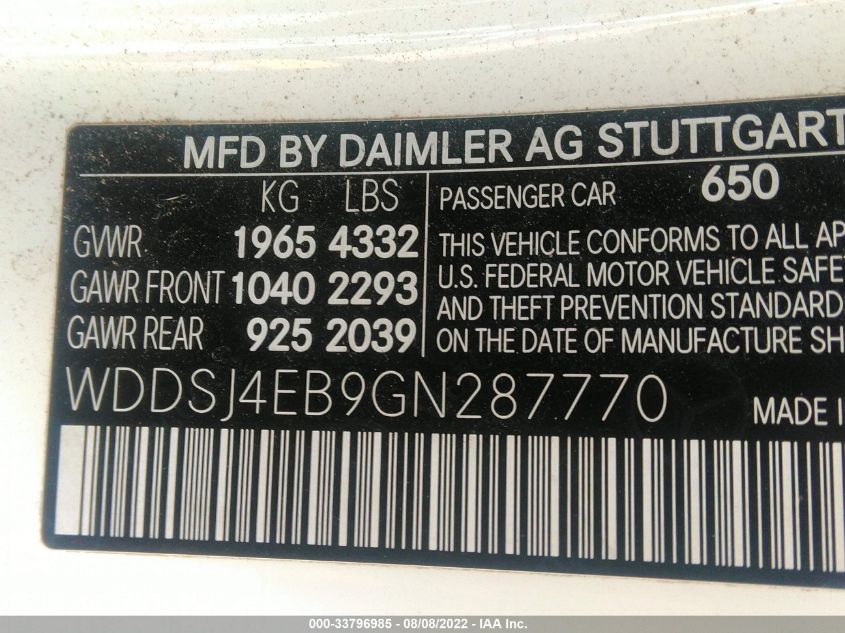 MFD BY DAIMLER AG STUTTGART
KG LBS
GVWR 1965 4332
GAWR FRONT 1040 2293
GAWR REAR 925 2039
PASSENGER CAR 650
THIS VEHICLE CONFORMS TO ALL AP
U.S. FEDERAL MOTOR VEHICLE SAFE
AND THEFT PREVENTION STANDARD
ON THE DATE OF MANUFACTURE SH
WDDSJ4EB9GN287770
MADE I
000-33796985 - 08/08/2022 - IAA Inc.